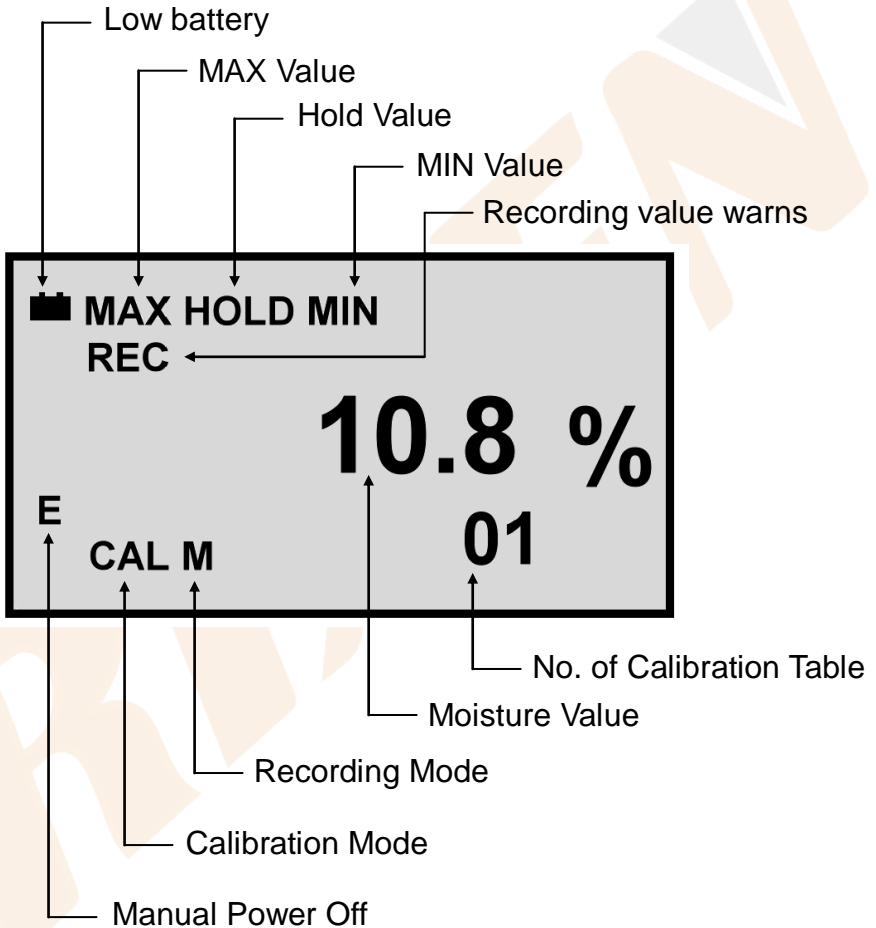 Low battery
MAX Value
Hold Value
MIN Value
Recording value warns
MAX HOLD MIN
REC
10.8 %
E
01
CAL M
No. of Calibration Table
Moisture Value
Recording Mode
Calibration Mode
Manual Power Off